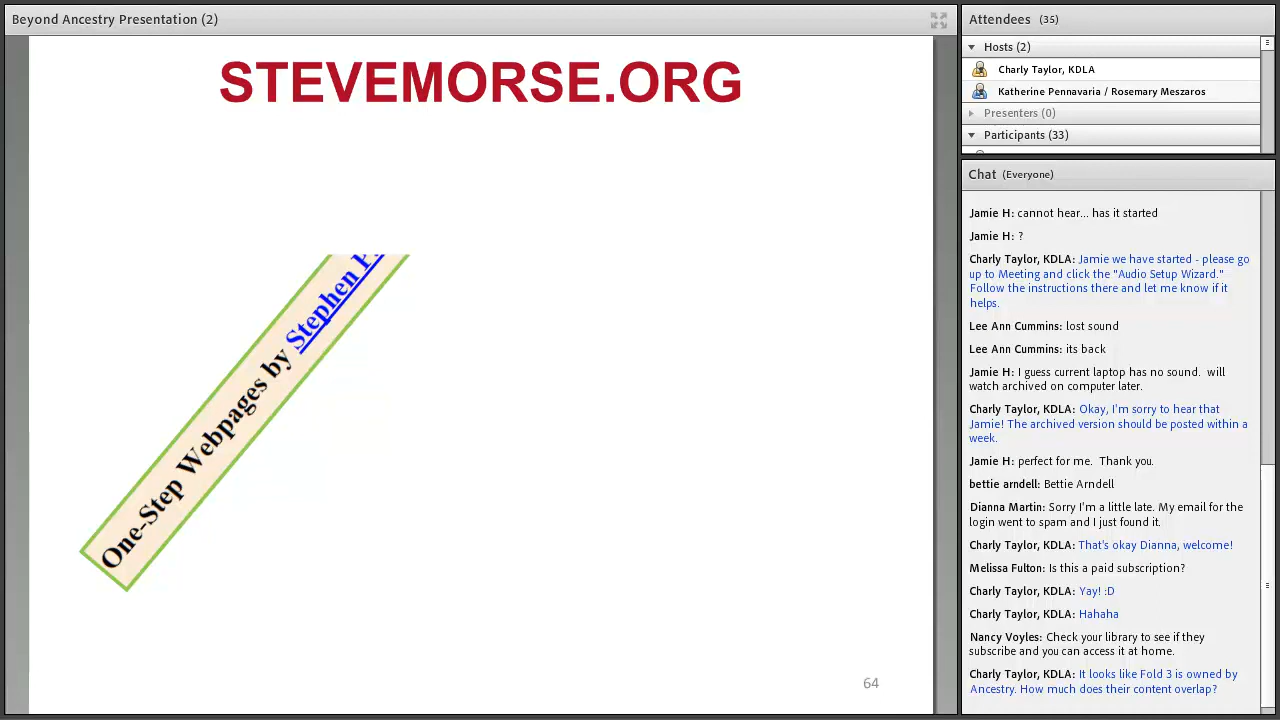 Beyond Ancestry Presentation (2)
STEVEMORSE.ORG
One-Step Webpages by Stephen
64
Attendees (35)
Hosts (2)
Charly Taylor, KDLA
Katherine Pennavaria / Rosemary Meszaros
Presenters (0)
Participants (33)
Chat (Everyone)
Jamie H: cannot hear... has it started
Jamie H: ?
Charly Taylor, KDLA: Jamie we have started - please go
up to Meeting and click the "Audio Setup Wizard."
Follow the instructions there and let me know if it
helps.
Lee Ann Cummins: lost sound
Lee Ann Cummins: its back
Jamie H: I guess current laptop has no sound. will
watch archived on computer later.
Charly Taylor, KDLA: Okay, I'm sorry to hear that
Jamie! The archived version should be posted within a
week.
Jamie H: perfect for me. Thank you.
bettie arndell: Bettie Arndell
Dianna Martin: Sorry I'm a little late. My email for the
login went to spam and I just found it.
Charly Taylor, KDLA: That's okay Dianna, welcome!
Melissa Fulton: Is this a paid subscription?
Charly Taylor, KDLA: Yay! :D
Charly Taylor, KDLA: Hahaha
Nancy Voyles: Check your library to see if they
subscribe and you can access it at home.
Charly Taylor, KDLA: It looks like Fold 3 is owned by
Ancestry. How much does their content overlap?